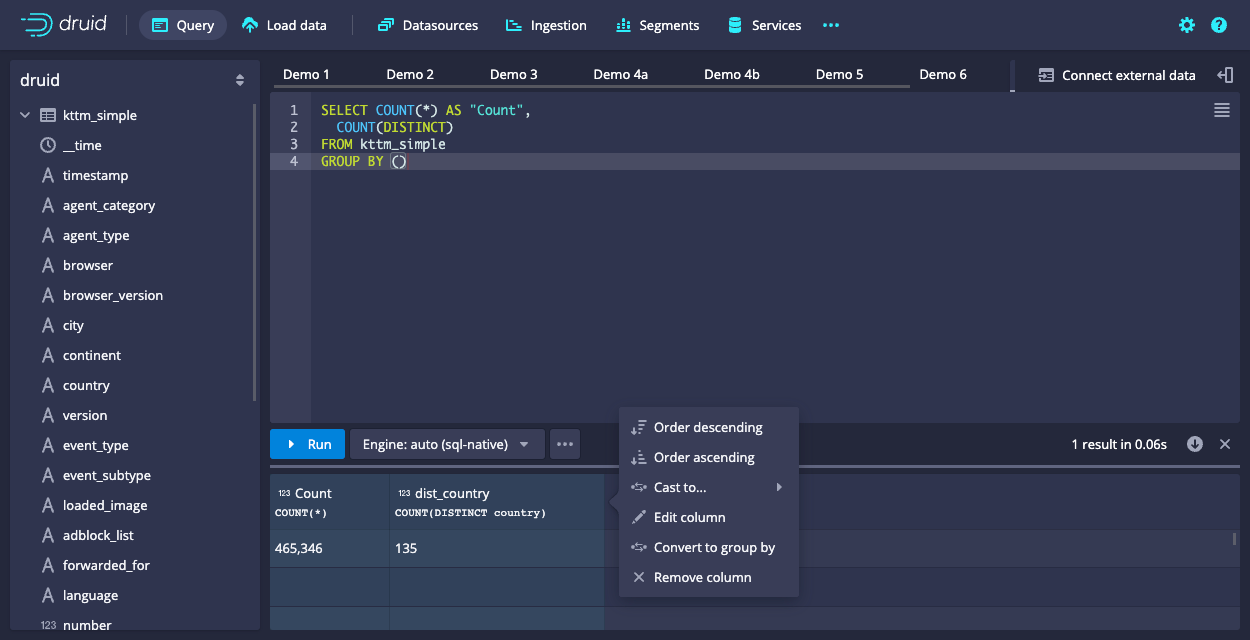 druid
Query
Load data
Datasources
Ingestion
Segments
Services
druid
kttm_simple
__time
timestamp
agent_category
agent_type
browser
browser_version
city
continent
country
version
event_type
event_subtype
loaded_image
adblock_list
forwarded_for
language
123 number
Demo 1
Demo 2
Demo 3
Demo 4a
Demo 4b
Demo 5
Demo 6
Connect external data
1 SELECT COUNT(*) AS "Count",
2 COUNT(DISTINCT)
3 FROM kttm_simple
4 GROUP BY ()
Run
Engine: auto (sql-native)
1 result in 0.06s
123 Count
COUNT(*)
123 dist_country
COUNT(DISTINCT country)
465,346
135
Order descending
Order ascending
Cast to...
Edit column
Convert to group by
Remove column